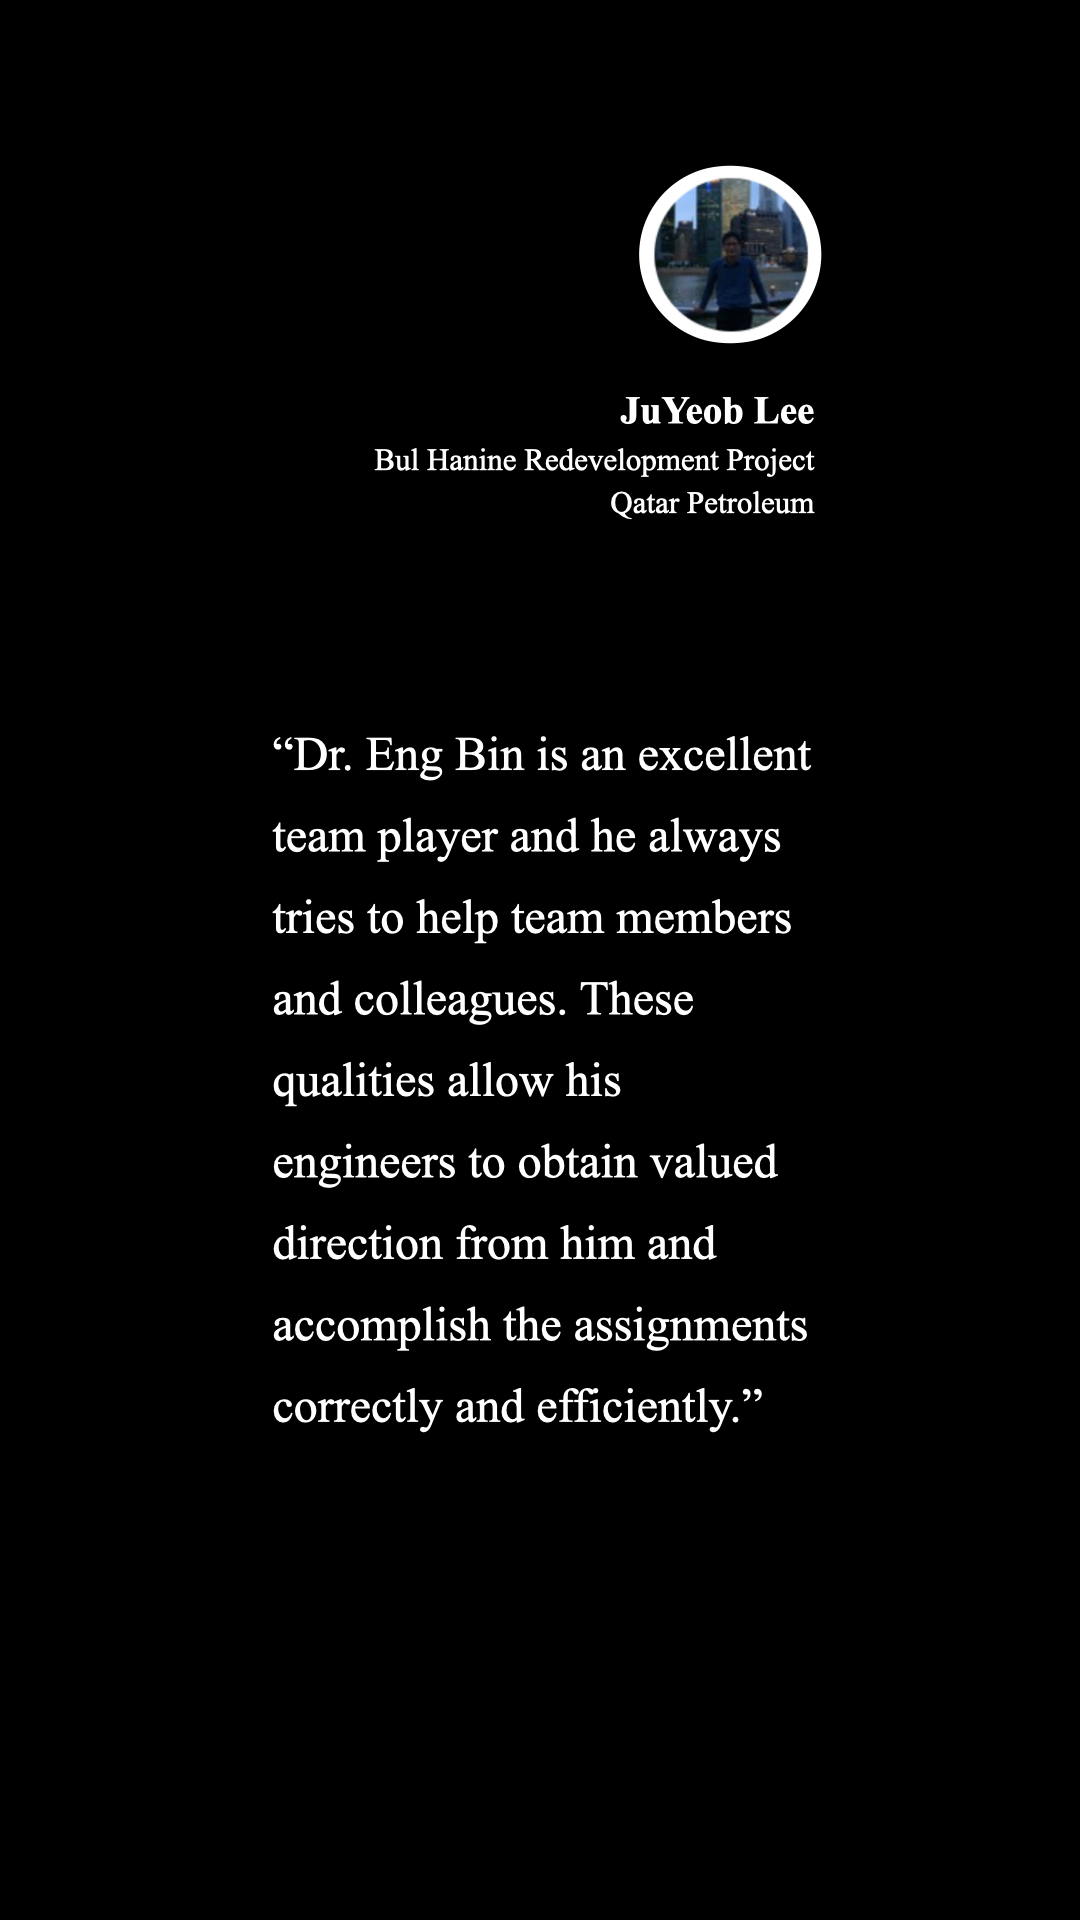 JuYeob Lee
Bul Hanine Redevelopment Project
Qatar Petroleum
“Dr. Eng Bin is an excellent
team player and he always
tries to help team members
and colleagues. These
qualities allow his
engineers to obtain valued
direction from him and
accomplish the assignments
correctly and efficiently.”